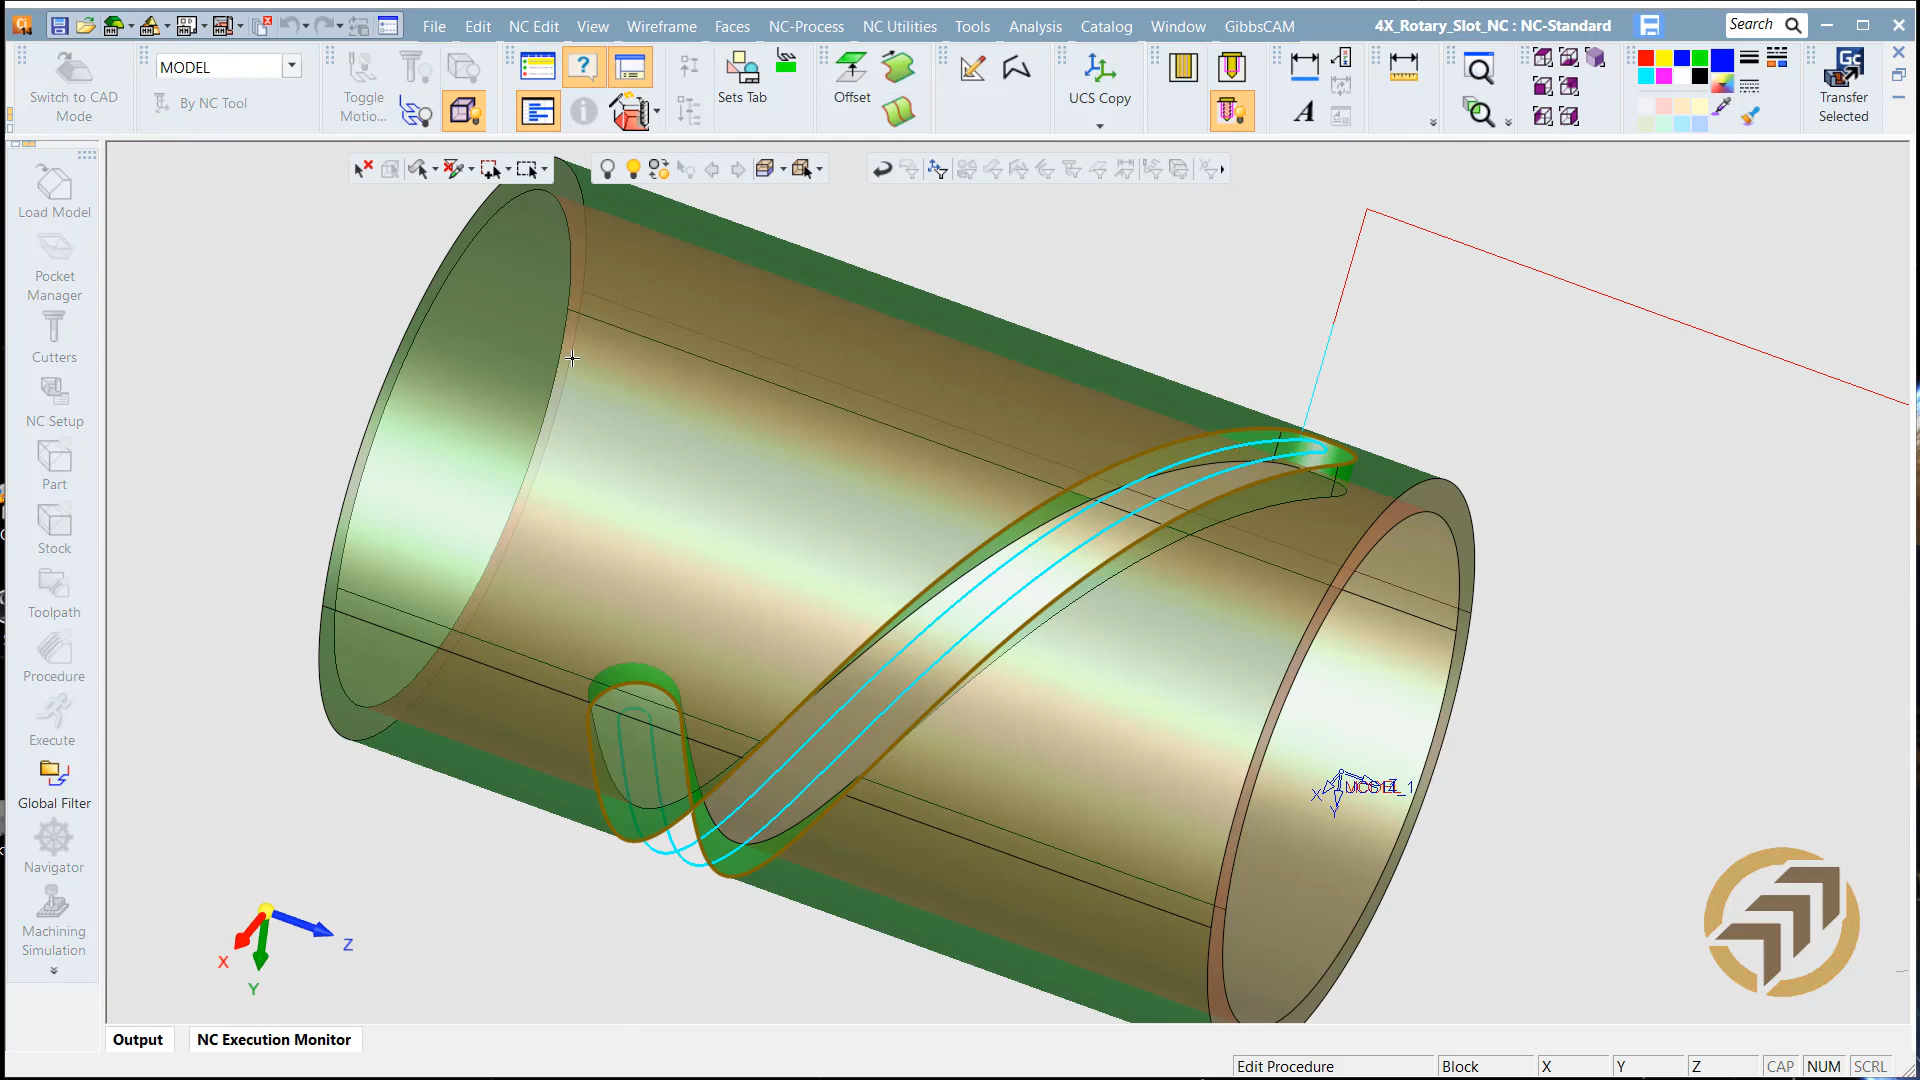 File Edit NC Edit View Wireframe Faces NC-Process NC Utilities Tools Analysis Catalog Window GibbsCAM 4X_Rotary_Slot_NC : NC-Standard Search
Switch to CAD Mode
MODEL
By NC Tool
Toggle Motio...
Sets Tab
Offset
UCS Copy
A
Gc
Transfer Selected
Load Model
Pocket Manager
Cutters
NC Setup
Part
Stock
Toolpath
Procedure
Execute
Global Filter
Navigator
Machining Simulation
X
Y
Z
X
Y
Output NC Execution Monitor
Edit Procedure Block X Y Z CAP NUM SCRL